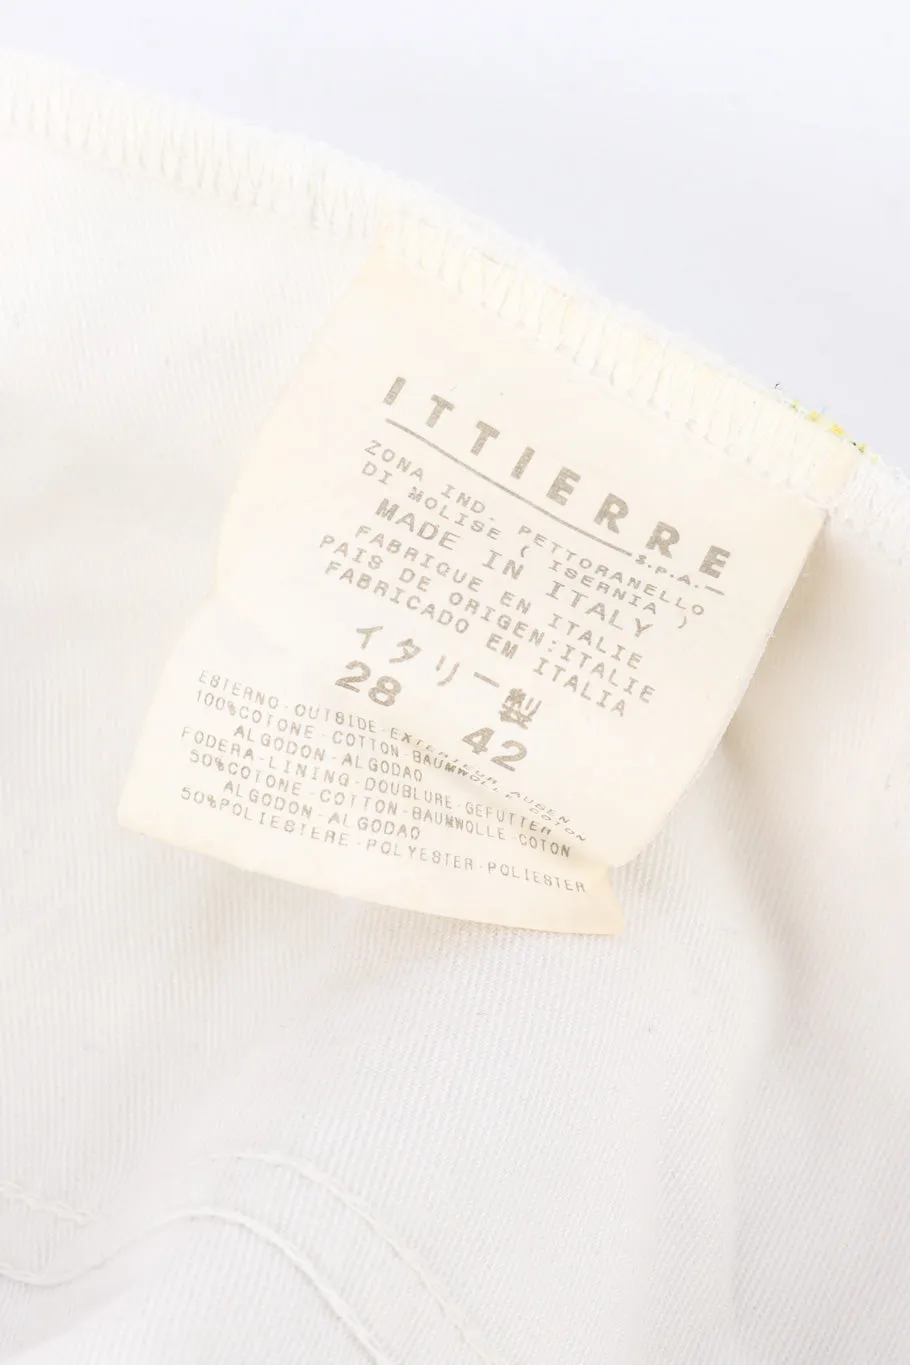 ITTIERRE
S.P.A.
ZONA IND. PETTORANELLO
DI MOLISE ( ISERNIA )
MADE IN ITALY
FABRIQUE EN ITALIE
PAIS DE ORIGEN:ITALIE
FABRICADO EM ITALIA
イタリー製
28 42
ESTERNO-OUTSIDE-EXTERIEUR-AUBEN
100%COTONE-COTTON-BAUMWOLLE-COTON
ALGODON-ALGODAO
FODERA-LINING-DOUBLURE-GEFUTTER
50%COTONE-COTTON-BAUMWOLLE-COTON
ALGODON-ALGODAO
50%POLIESTERE-POLYESTER-POLIESTER